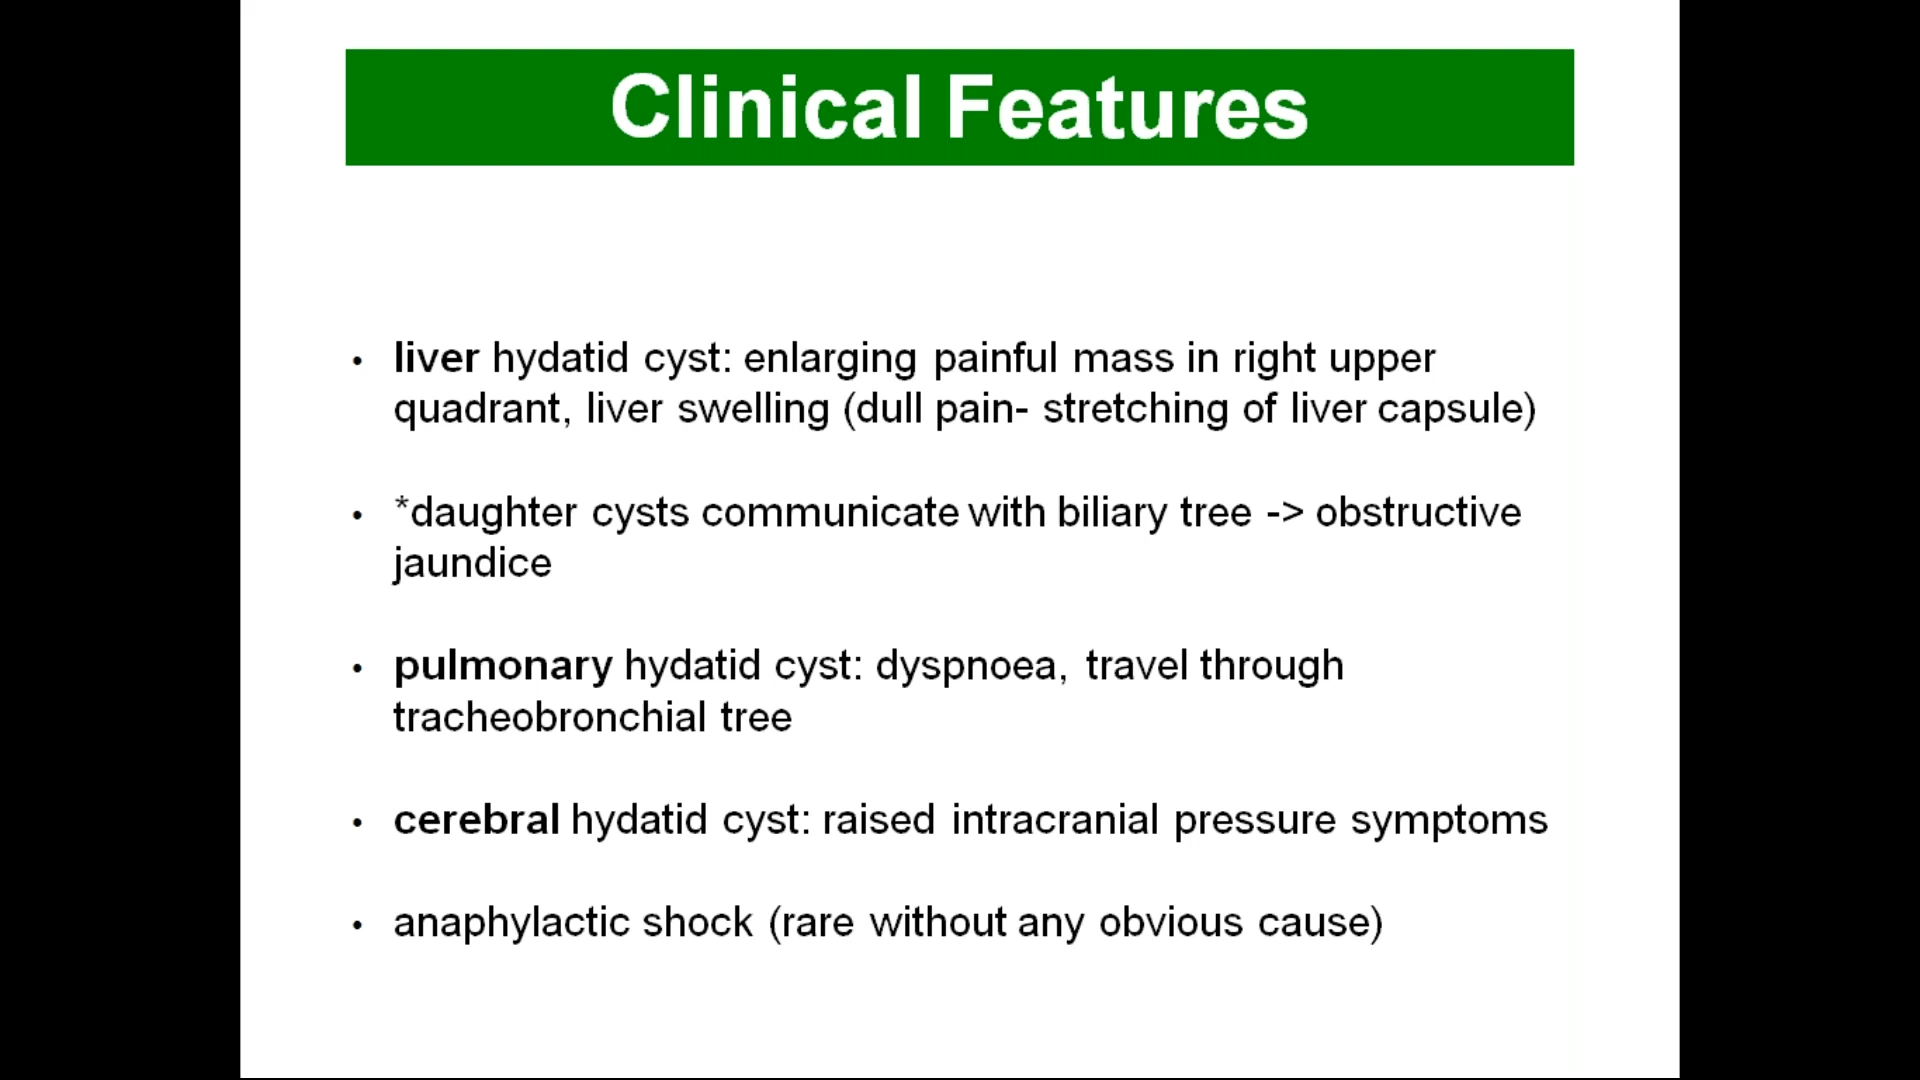 Clinical Features
• liver hydatid cyst: enlarging painful mass in right upper
quadrant, liver swelling (dull pain- stretching of liver capsule)
• *daughter cysts communicate with biliary tree -> obstructive
jaundice
• pulmonary hydatid cyst: dyspnoea, travel through
tracheobronchial tree
• cerebral hydatid cyst: raised intracranial pressure symptoms
• anaphylactic shock (rare without any obvious cause)